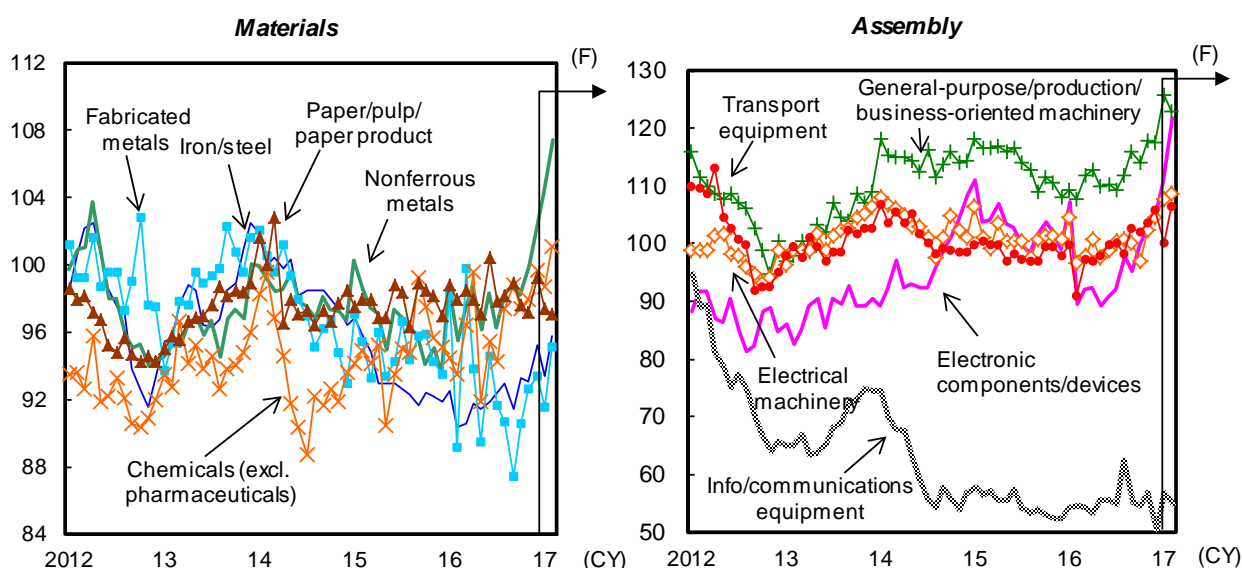 Materials
(F)
112
108
104
100
96
92
88
84
Fabricated
metals
Iron/steel
Paper/pulp/
paper product
Nonferrous
metals
Chemicals (excl.
pharmaceuticals)
2012 13 14 15 16 17 (CY)
Assembly
(F)
130
120
110
100
90
80
70
60
50
Transport
equipment
General-purpose/production/
business-oriented machinery
Electrical
machinery
Electronic
components/devices
Info/communications
equipment
2012 13 14 15 16 17 (CY)